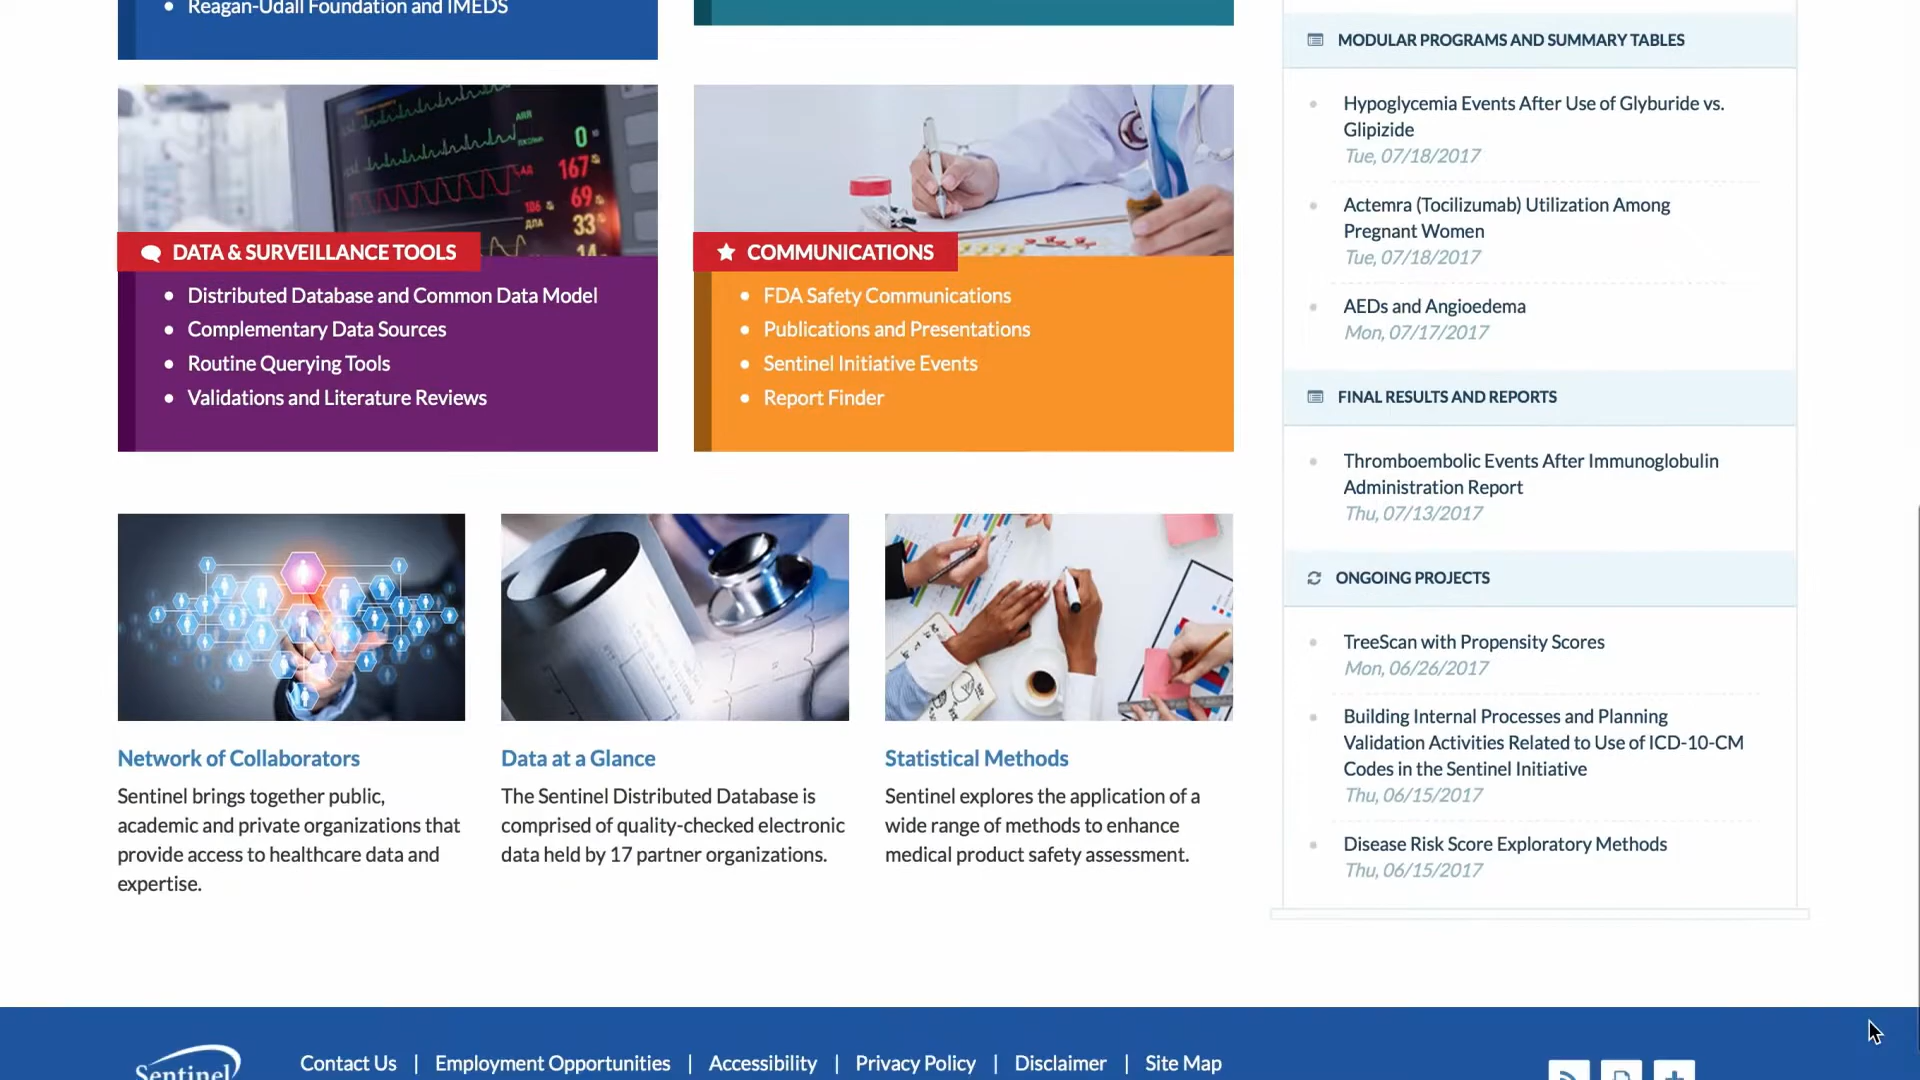 Reagan-Udall Foundation and IMEDS
ARR
0
167
AA
106
69
ДПА
33
14
DATA & SURVEILLANCE TOOLS
Distributed Database and Common Data Model
Complementary Data Sources
Routine Querying Tools
Validations and Literature Reviews
COMMUNICATIONS
FDA Safety Communications
Publications and Presentations
Sentinel Initiative Events
Report Finder
Network of Collaborators
Sentinel brings together public,
academic and private organizations that
provide access to healthcare data and
expertise.
Data at a Glance
The Sentinel Distributed Database is
comprised of quality-checked electronic
data held by 17 partner organizations.
Statistical Methods
Sentinel explores the application of a
wide range of methods to enhance
medical product safety assessment.
MODULAR PROGRAMS AND SUMMARY TABLES
Hypoglycemia Events After Use of Glyburide vs.
Glipizide
Tue, 07/18/2017
Actemra (Tocilizumab) Utilization Among
Pregnant Women
Tue, 07/18/2017
AEDs and Angioedema
Mon, 07/17/2017
FINAL RESULTS AND REPORTS
Thromboembolic Events After Immunoglobulin
Administration Report
Thu, 07/13/2017
ONGOING PROJECTS
TreeScan with Propensity Scores
Mon, 06/26/2017
Building Internal Processes and Planning
Validation Activities Related to Use of ICD-10-CM
Codes in the Sentinel Initiative
Thu, 06/15/2017
Disease Risk Score Exploratory Methods
Thu, 06/15/2017
Sentinel
Contact Us | Employment Opportunities | Accessibility | Privacy Policy | Disclaimer | Site Map